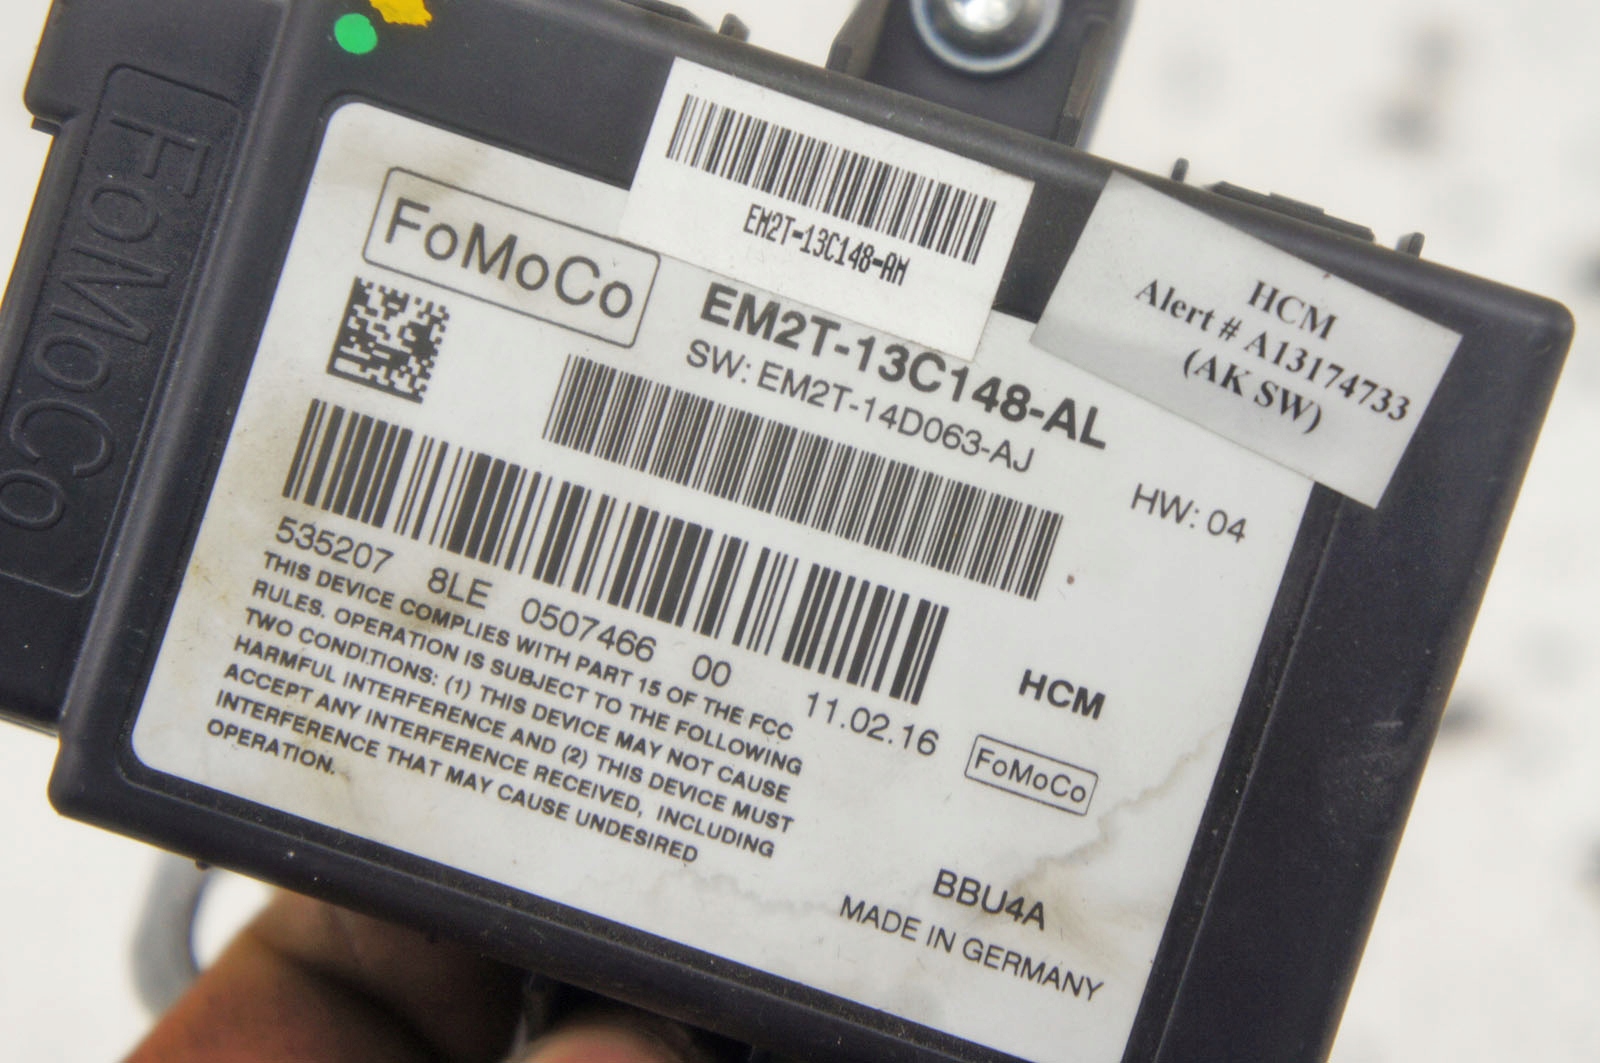 FoMoCo
EM2T-13C148-AM
HCM
Alert # A13174733
(AK SW)
FoMoCo
EM2T-13C148-AL
SW: EM2T-14D063-AJ
HW: 04
535207 8LE 0507466 00 11.02.16
THIS DEVICE COMPLIES WITH PART 15 OF THE FCC
RULES. OPERATION IS SUBJECT TO THE FOLLOWING
TWO CONDITIONS: (1) THIS DEVICE MAY NOT CAUSE
HARMFUL INTERFERENCE AND (2) THIS DEVICE MUST
ACCEPT ANY INTERFERENCE RECEIVED, INCLUDING
INTERFERENCE THAT MAY CAUSE UNDESIRED
OPERATION.
HCM
FoMoCo
BBU4A
MADE IN GERMANY